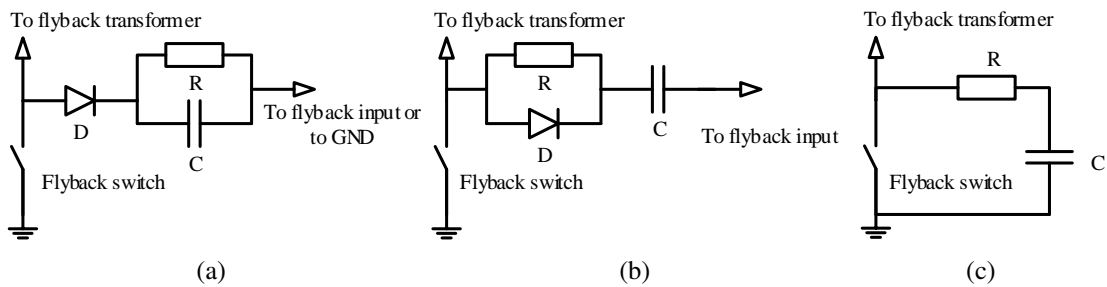 To flyback transformer
R
D
C
To flyback input or
to GND
Flyback switch
(a)
To flyback transformer
R
D
C
To flyback input
Flyback switch
(b)
To flyback transformer
R
C
Flyback switch
(c)